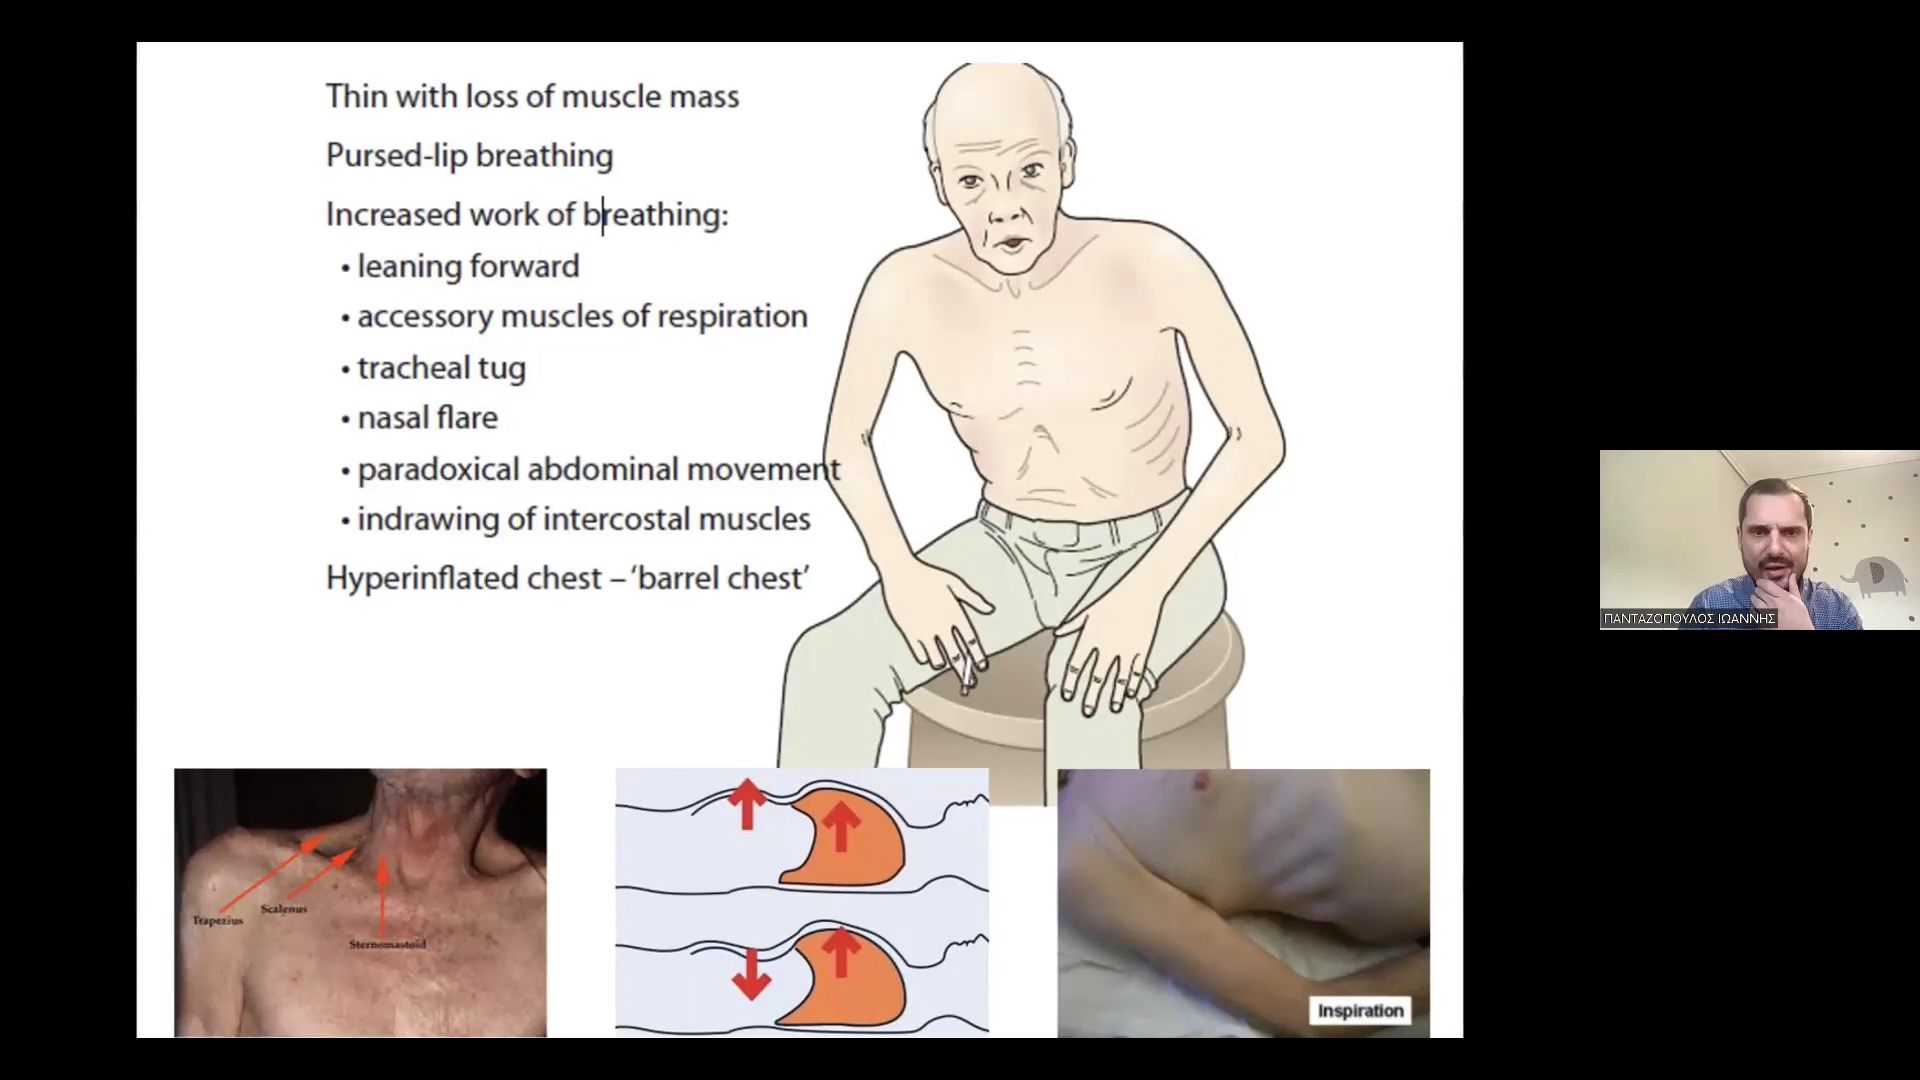 Thin with loss of muscle mass
Pursed-lip breathing
Increased work of breathing:
• leaning forward
• accessory muscles of respiration
• tracheal tug
• nasal flare
• paradoxical abdominal movement
• indrawing of intercostal muscles
Hyperinflated chest – ‘barrel chest’
Trapezius
Scalenus
Sternomastoid
Inspiration
ΠΑΝΤΑΖΟΠΟΥΛΟΣ ΙΩΑΝΝΗΣ